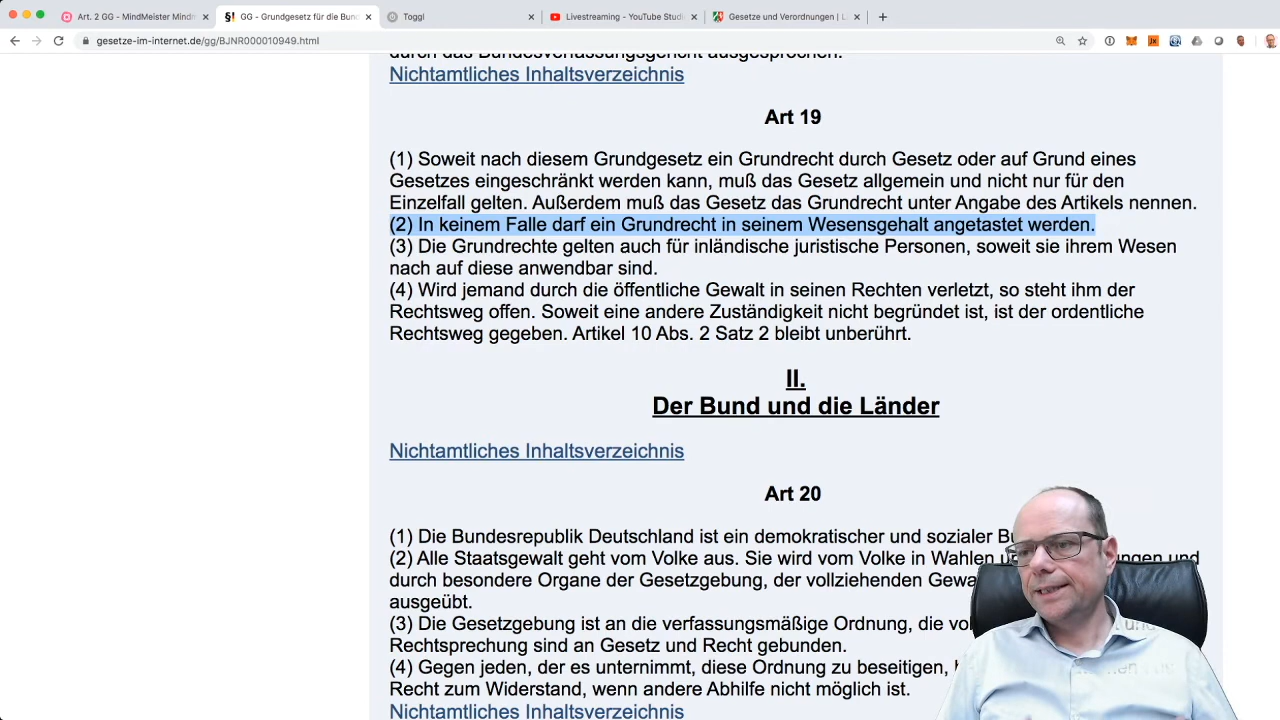 Art. 2 GG - MindMeister Mindm
GG - Grundgesetz für die Bund
Toggl
Livestreaming - YouTube Studi
Gesetze und Verordnungen | L
gesetze-im-internet.de/gg/BJNR000010949.html
durch das Bundesverfassungsgericht ausgesprochen.
Nichtamtliches Inhaltsverzeichnis
Art 19
(1) Soweit nach diesem Grundgesetz ein Grundrecht durch Gesetz oder auf Grund eines
Gesetzes eingeschränkt werden kann, muß das Gesetz allgemein und nicht nur für den
Einzelfall gelten. Außerdem muß das Gesetz das Grundrecht unter Angabe des Artikels nennen.
(2) In keinem Falle darf ein Grundrecht in seinem Wesensgehalt angetastet werden.
(3) Die Grundrechte gelten auch für inländische juristische Personen, soweit sie ihrem Wesen
nach auf diese anwendbar sind.
(4) Wird jemand durch die öffentliche Gewalt in seinen Rechten verletzt, so steht ihm der
Rechtsweg offen. Soweit eine andere Zuständigkeit nicht begründet ist, ist der ordentliche
Rechtsweg gegeben. Artikel 10 Abs. 2 Satz 2 bleibt unberührt.
II.
Der Bund und die Länder
Nichtamtliches Inhaltsverzeichnis
Art 20
(1) Die Bundesrepublik Deutschland ist ein demokratischer und sozialer
(2) Alle Staatsgewalt geht vom Volke aus. Sie wird vom Volke in Wahlen und
durch besondere Organe der Gesetzgebung, der vollziehenden
ausgeübt.
(3) Die Gesetzgebung ist an die verfassungsmäßige Ordnung, die
Rechtsprechung sind an Gesetz und Recht gebunden.
(4) Gegen jeden, der es unternimmt, diese Ordnung zu beseitigen,
Recht zum Widerstand, wenn andere Abhilfe nicht möglich ist.
Nichtamtliches Inhaltsverzeichnis